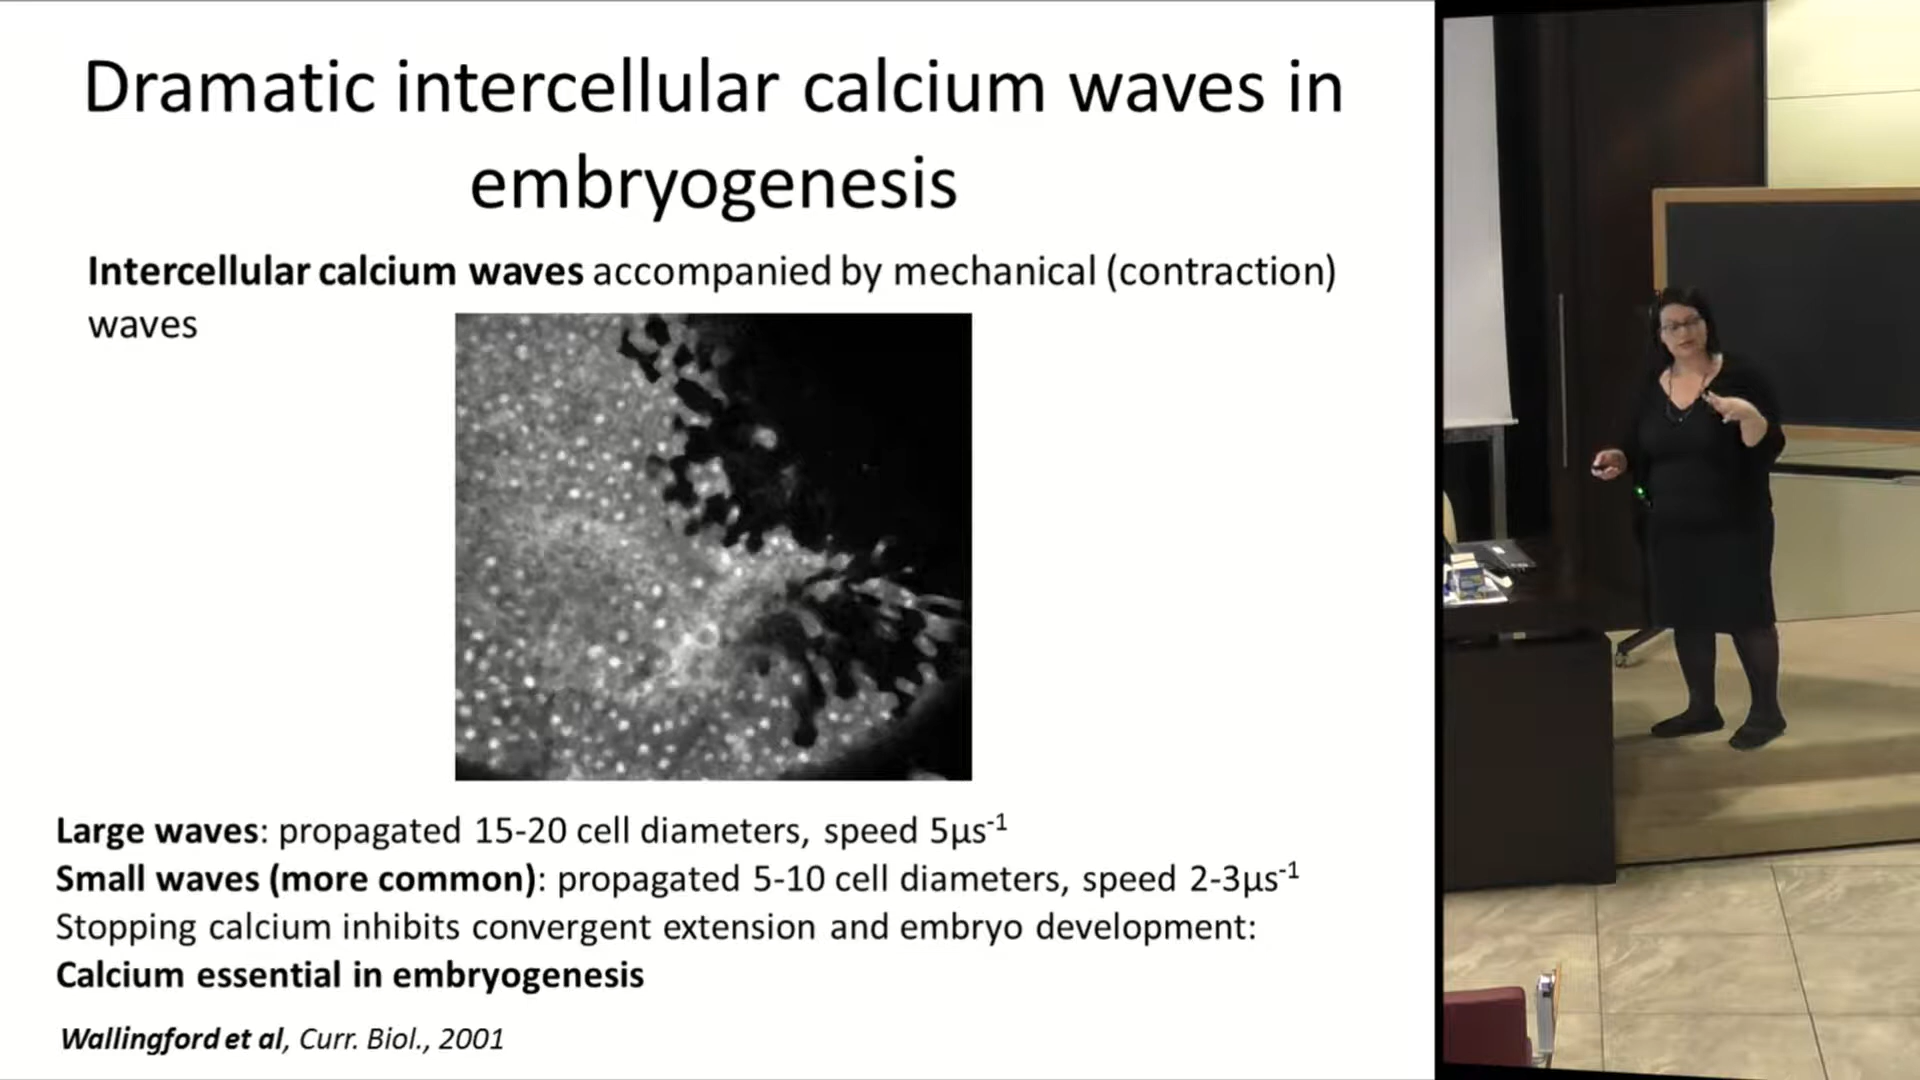 Dramatic intercellular calcium waves in
embryogenesis
Intercellular calcium waves accompanied by mechanical (contraction)
waves
Large waves: propagated 15-20 cell diameters, speed 5μs⁻¹
Small waves (more common): propagated 5-10 cell diameters, speed 2-3μs⁻¹
Stopping calcium inhibits convergent extension and embryo development:
Calcium essential in embryogenesis
Wallingford et al, Curr. Biol., 2001